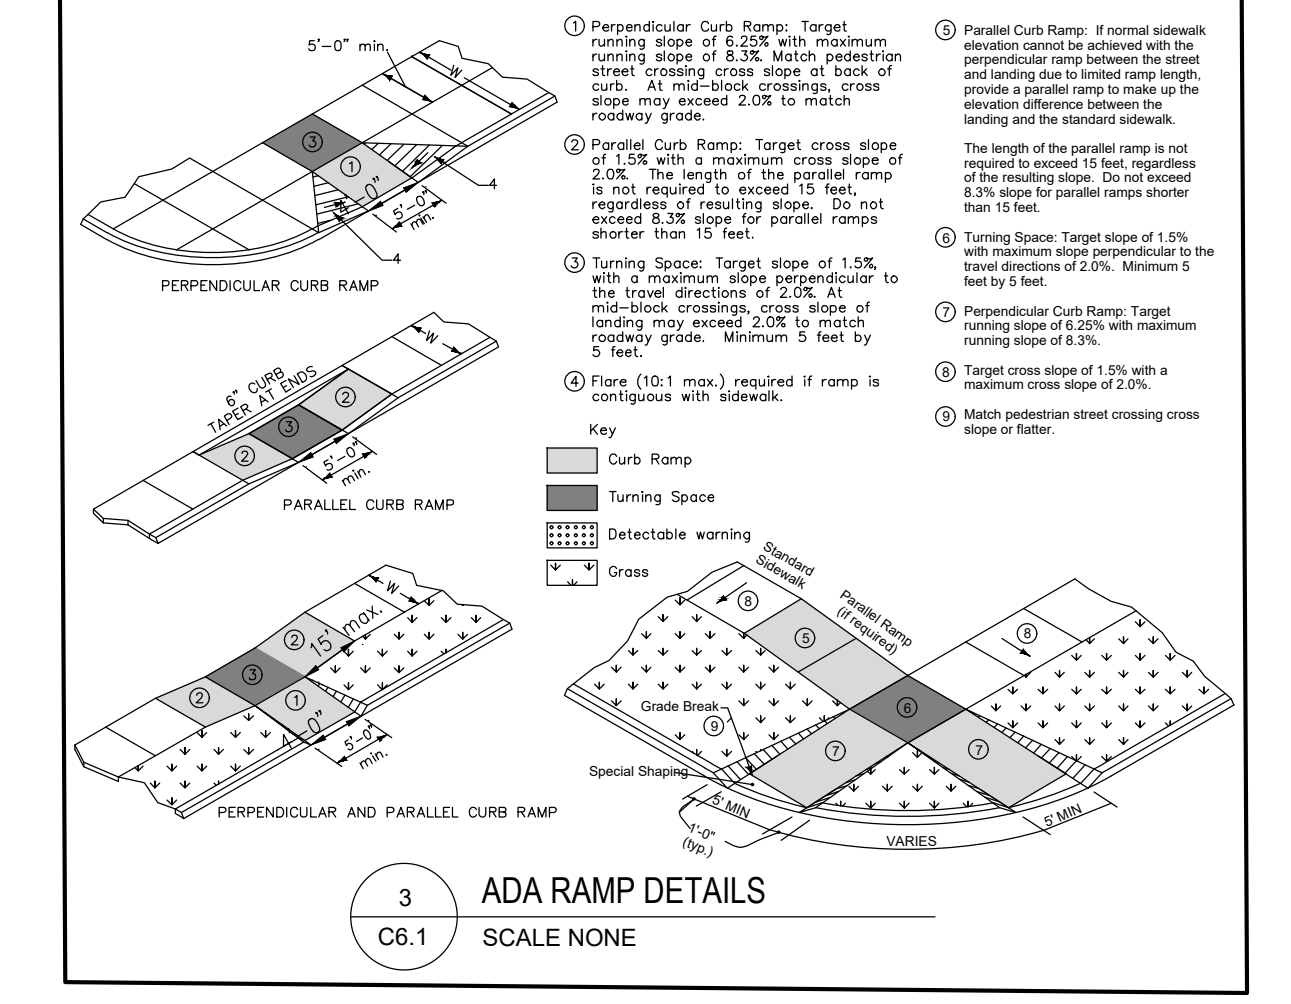 5'-0" min.
W
3
1
4'-0"
5'-0"
min.
4
4
PERPENDICULAR CURB RAMP
W
6" CURB
TAPER AT ENDS
2
3
2
5'-0"
min.
PARALLEL CURB RAMP
W
2
15' max.
3
2
1
4'-0"
5'-0"
min.
PERPENDICULAR AND PARALLEL CURB RAMP
1 Perpendicular Curb Ramp: Target
running slope of 6.25% with maximum
running slope of 8.3%. Match pedestrian
street crossing cross slope at back of
curb. At mid-block crossings, cross
slope may exceed 2.0% to match
roadway grade.
2 Parallel Curb Ramp: Target cross slope
of 1.5% with a maximum cross slope of
2.0%. The length of the parallel ramp
is not required to exceed 15 feet,
regardless of resulting slope. Do not
exceed 8.3% slope for parallel ramps
shorter than 15 feet.
3 Turning Space: Target slope of 1.5%,
with a maximum slope perpendicular to
the travel directions of 2.0%. At
mid-block crossings, cross slope of
landing may exceed 2.0% to match
roadway grade. Minimum 5 feet by
5 feet.
4 Flare (10:1 max.) required if ramp is
contiguous with sidewalk.
Key
Curb Ramp
Turning Space
Detectable warning
Grass
5 Parallel Curb Ramp: If normal sidewalk
elevation cannot be achieved with the
perpendicular ramp between the street
and landing due to limited ramp length,
provide a parallel ramp to make up the
elevation difference between the
landing and the standard sidewalk.
The length of the parallel ramp is not
required to exceed 15 feet, regardless
of the resulting slope. Do not exceed
8.3% slope for parallel ramps shorter
than 15 feet.
6 Turning Space: Target slope of 1.5%
with maximum slope perpendicular to the
travel directions of 2.0%. Minimum 5
feet by 5 feet.
7 Perpendicular Curb Ramp: Target
running slope of 6.25% with maximum
running slope of 8.3%.
8 Target cross slope of 1.5% with a
maximum cross slope of 2.0%.
9 Match pedestrian street crossing cross
slope or flatter.
Standard
Sidewalk
Parallel Ramp
(if required)
8
5
8
6
Grade Break
9
7
7
Special Shaping
5' MIN
1'-0"
(typ.)
VARIES
5' MIN
3
C6.1
ADA RAMP DETAILS
SCALE NONE